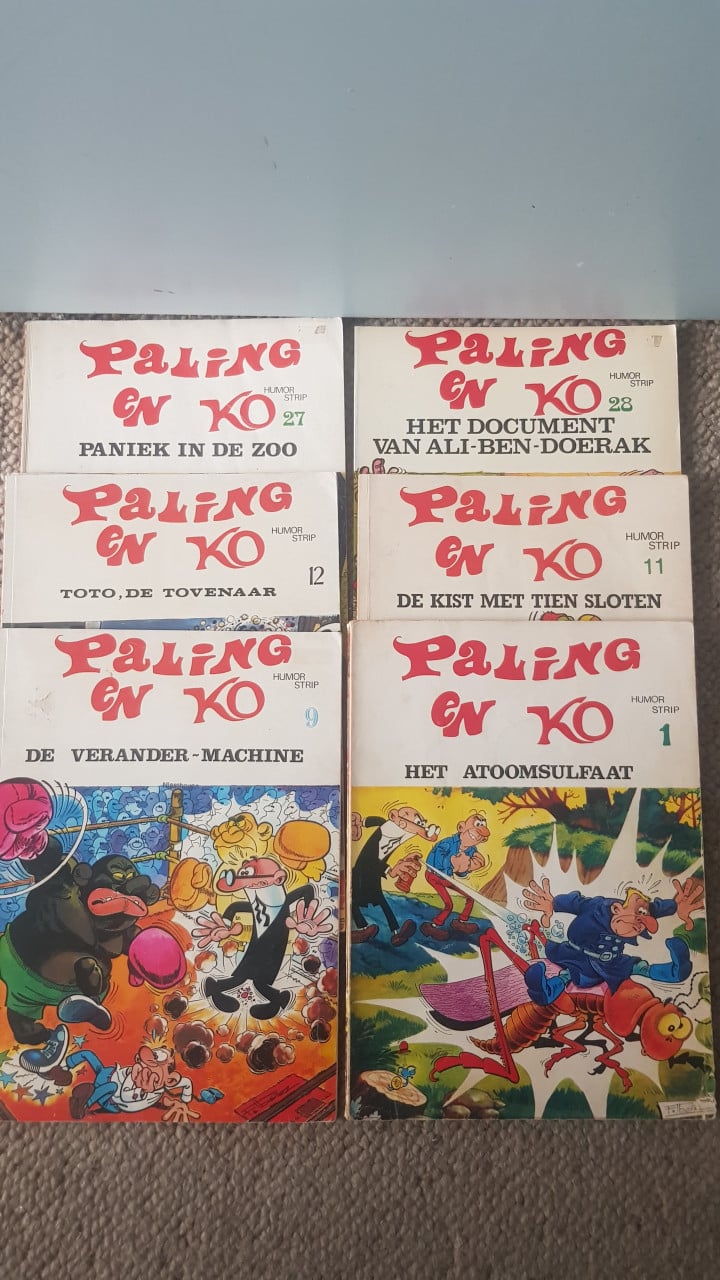 PALING
EN KO
HUMOR
STRIP
27
PANIEK IN DE ZOO
PALING
EN KO
HUMOR
STRIP
28
HET DOCUMENT
VAN ALI-BEN-DOERAK
PALING
EN KO
HUMOR
STRIP
12
TOTO, DE TOVENAAR
PALING
EN KO
HUMOR
STRIP
11
DE KIST MET TIEN SLOTEN
PALING
EN KO
HUMOR
STRIP
9
DE VERANDER-MACHINE
PALING
EN KO
HUMOR
STRIP
1
HET ATOOMSULFAAT